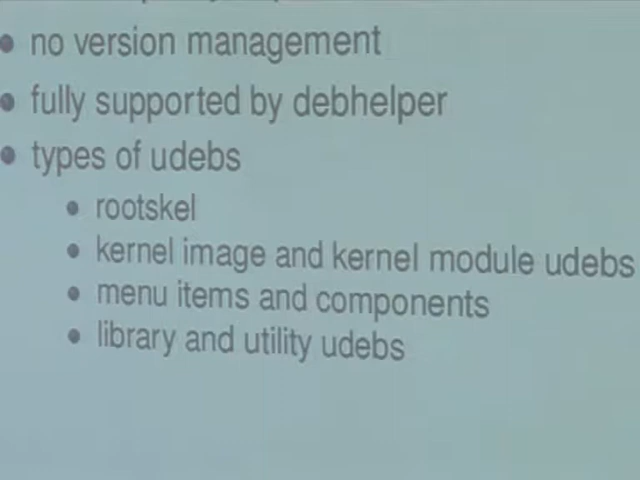 • no version management
• fully supported by debhelper
• types of udebs
• rootskel
• kernel image and kernel module udebs
• menu items and components
• library and utility udebs